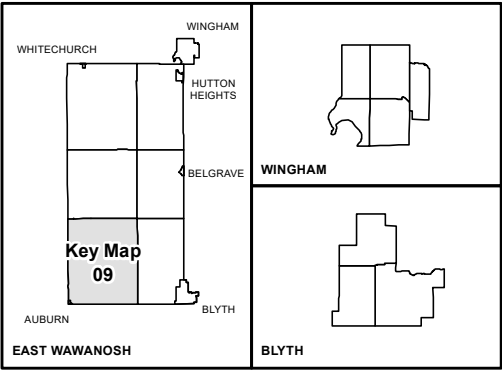 WINGHAM
WHITECHURCH
HUTTON
HEIGHTS
BELGRAVE
Key Map
09
BLYTH
AUBURN
EAST WAWANOSH
WINGHAM
BLYTH